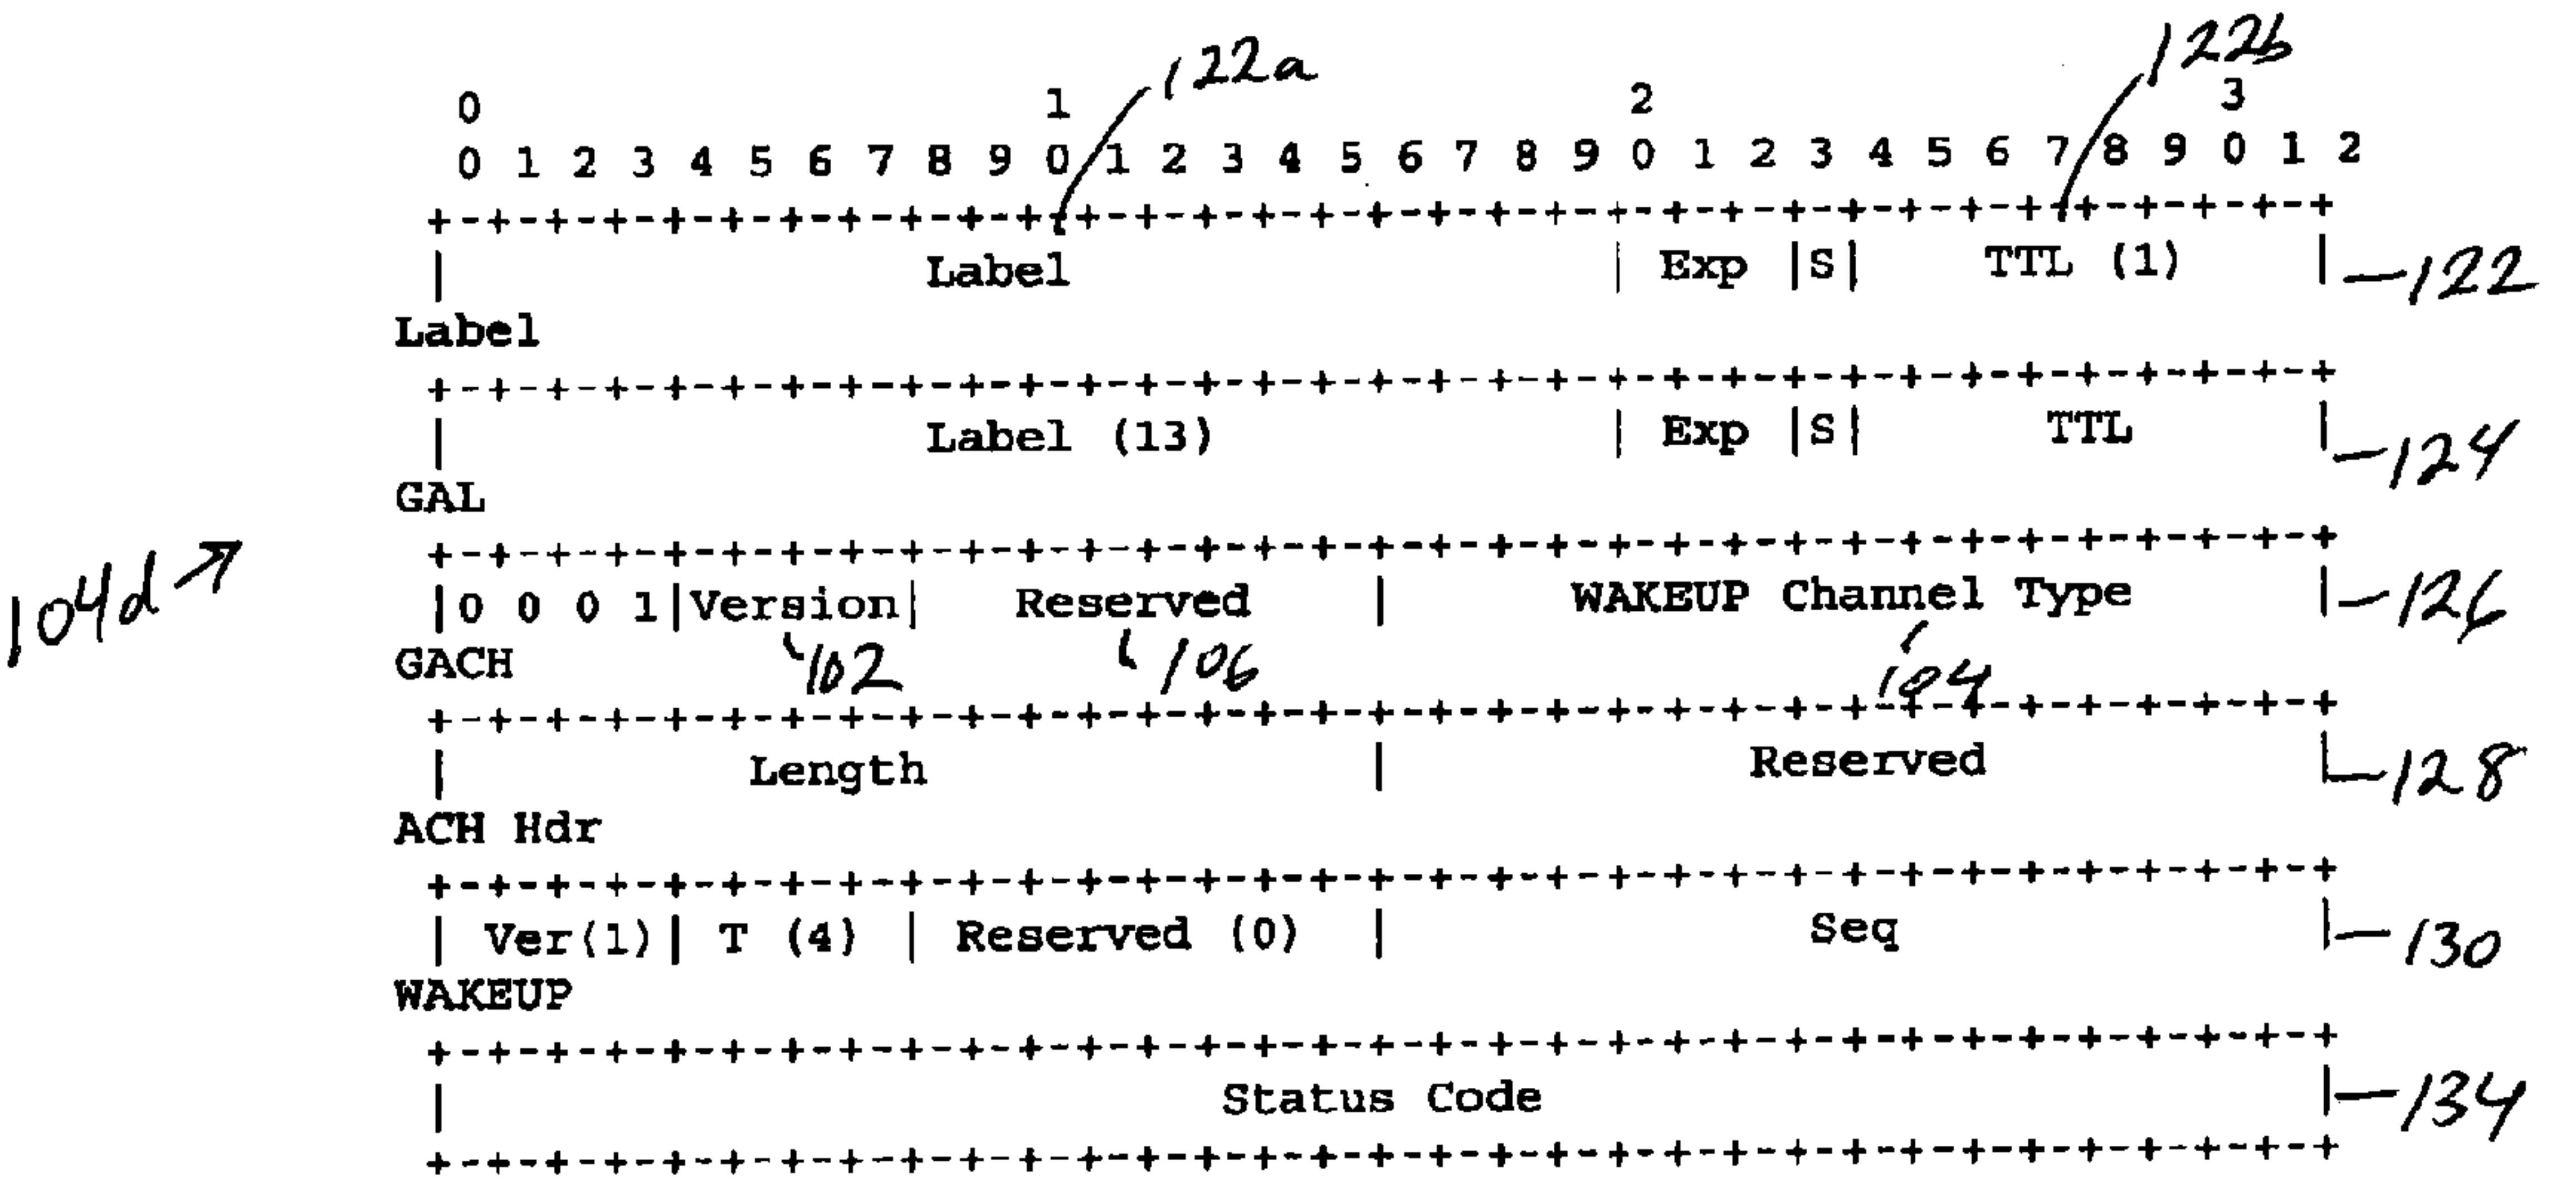 122a 122b
0 1 2 3
0 1 2 3 4 5 6 7 8 9 0 1 2 3 4 5 6 7 8 9 0 1 2 3 4 5 6 7 8 9 0 1 2
+-+-+-+-+-+-+-+-+-+-+-+-+-+-+-+-+-+-+-+-+-+-+-+-+-+-+-+-+-+-+-+-+
| Label | Exp |S| TTL (1) | 122
Label
+-+-+-+-+-+-+-+-+-+-+-+-+-+-+-+-+-+-+-+-+-+-+-+-+-+-+-+-+-+-+-+-+
| Label (13) | Exp |S| TTL | 124
GAL
104d
+-+-+-+-+-+-+-+-+-+-+-+-+-+-+-+-+-+-+-+-+-+-+-+-+-+-+-+-+-+-+-+-+
|0 0 0 1|Version| Reserved | WAKEUP Channel Type | 126
GACH 102 106 104
+-+-+-+-+-+-+-+-+-+-+-+-+-+-+-+-+-+-+-+-+-+-+-+-+-+-+-+-+-+-+-+-+
| Length | Reserved | 128
ACH Hdr
+-+-+-+-+-+-+-+-+-+-+-+-+-+-+-+-+-+-+-+-+-+-+-+-+-+-+-+-+-+-+-+-+
| Ver(1)| T (4) | Reserved (0) | Seq | 130
WAKEUP
+-+-+-+-+-+-+-+-+-+-+-+-+-+-+-+-+-+-+-+-+-+-+-+-+-+-+-+-+-+-+-+-+
| Status Code | 134
+-+-+-+-+-+-+-+-+-+-+-+-+-+-+-+-+-+-+-+-+-+-+-+-+-+-+-+-+-+-+-+-+